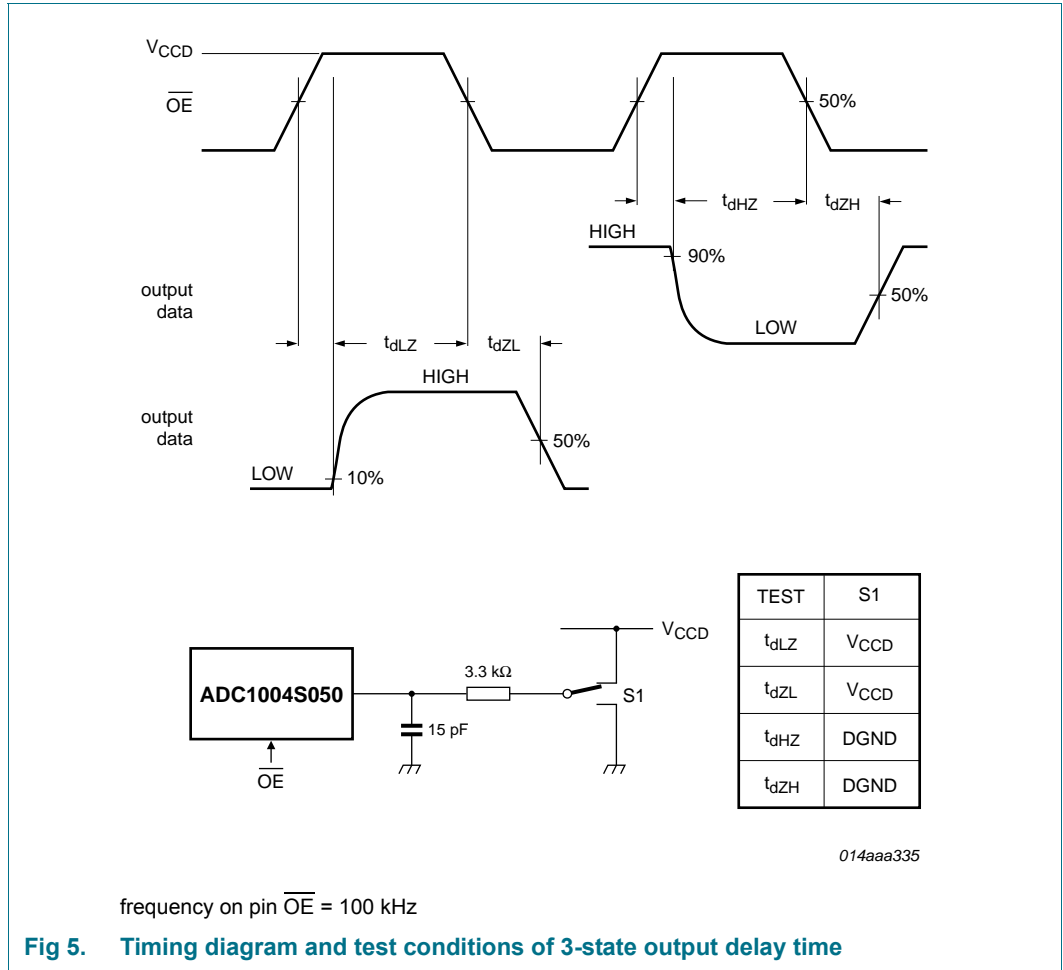 VCCD
OE
50%
tdHZ
tdZH
HIGH
90%
output
data
50%
LOW
tdLZ
tdZL
HIGH
output
data
50%
LOW
10%
TEST S1
VCCD
tdLZ VCCD
3.3 kΩ
ADC1004S050
S1
tdZL VCCD
15 pF
tdHZ DGND
OE
tdZH DGND
014aaa335
frequency on pin OE = 100 kHz
Fig 5. Timing diagram and test conditions of 3-state output delay time